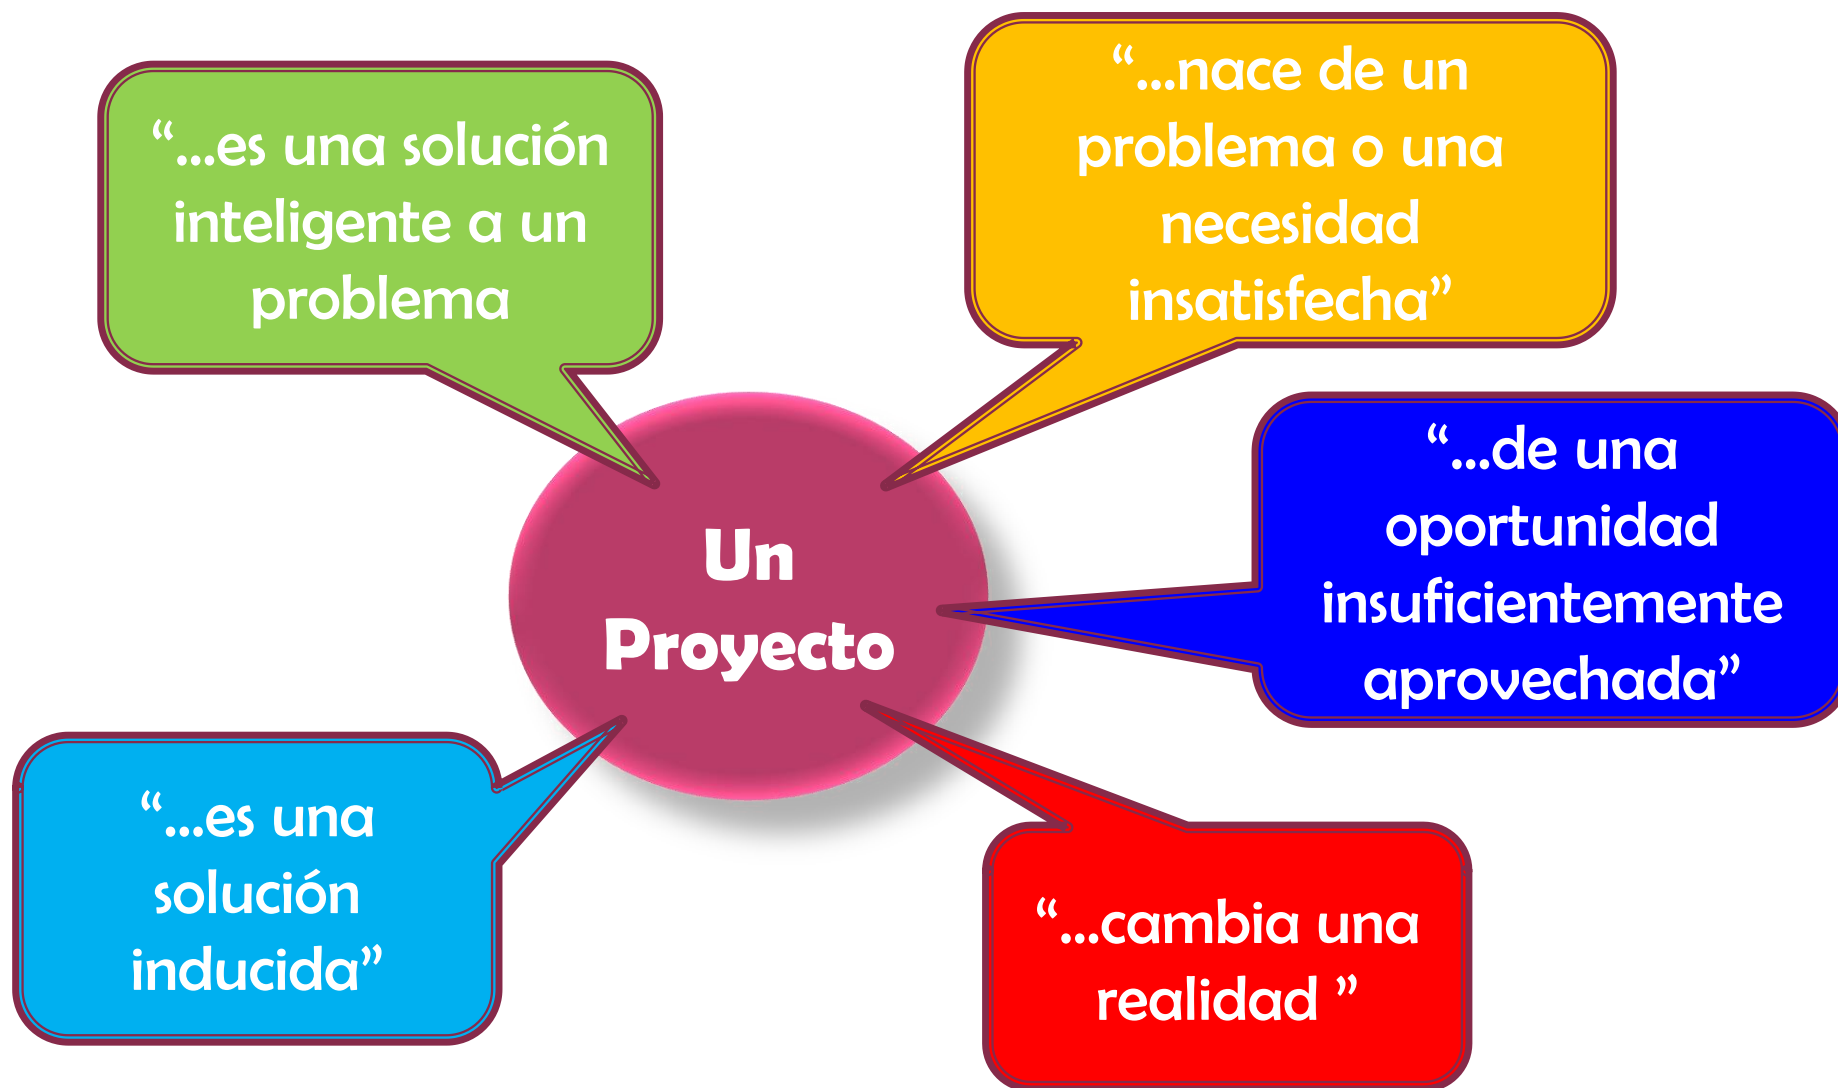 “...es una solución
inteligente a un
problema
“...nace de un
problema o una
necesidad
insatisfecha”
“...de una
oportunidad
insuficientemente
aprovechada”
Un
Proyecto
“...es una
solución
inducida”
“...cambia una
realidad ”